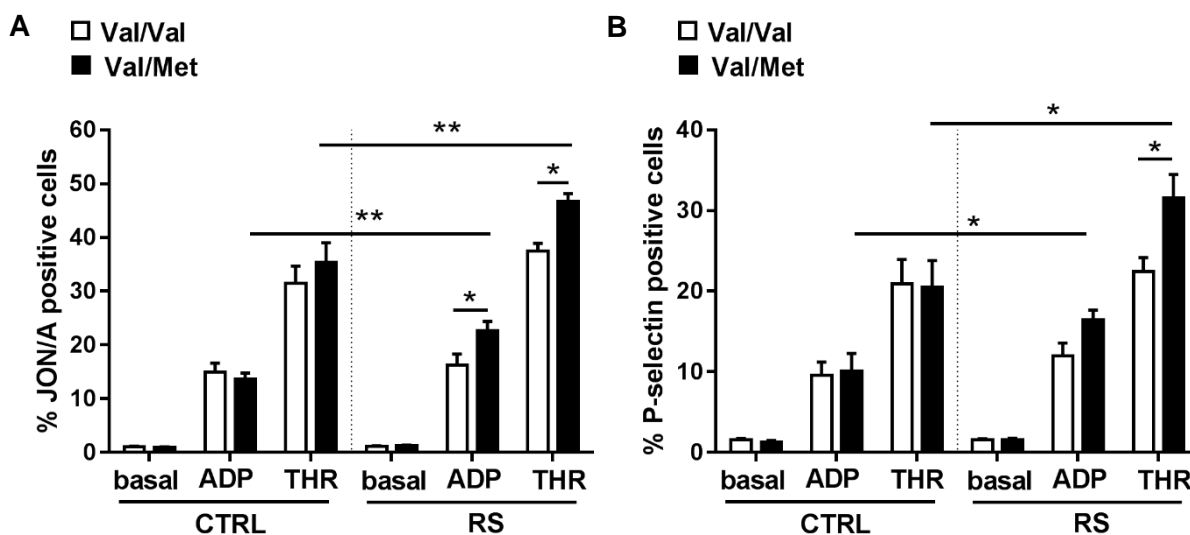 A
Val/Val
Val/Met
% JON/A positive cells
60
50
40
30
20
10
0
**
**
*
*
basal ADP THR basal ADP THR
CTRL RS
B
Val/Val
Val/Met
% P-selectin positive cells
40
30
20
10
0
*
*
*
basal ADP THR basal ADP THR
CTRL RS